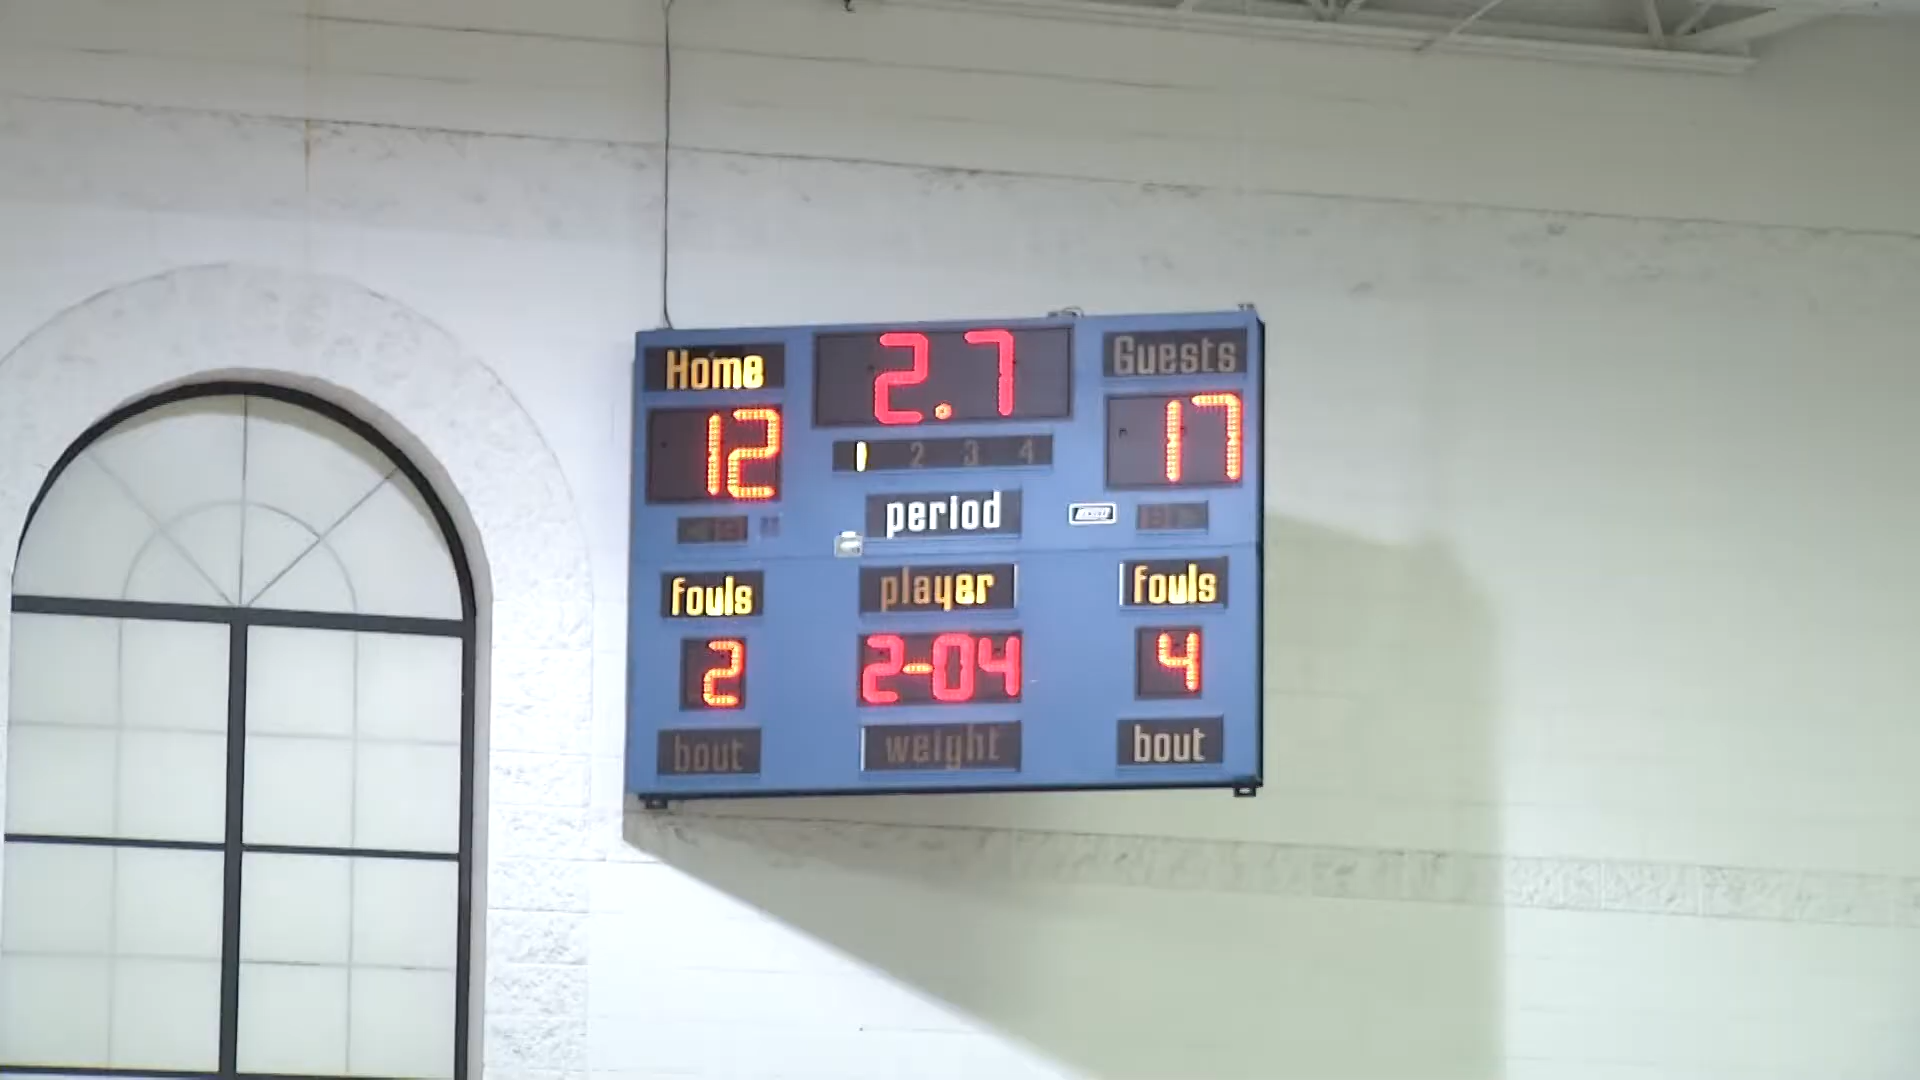 Home 2.7 Guests
12 17
1 2 3 4
period
fouls player fouls
2 2-04 4
bout weight bout